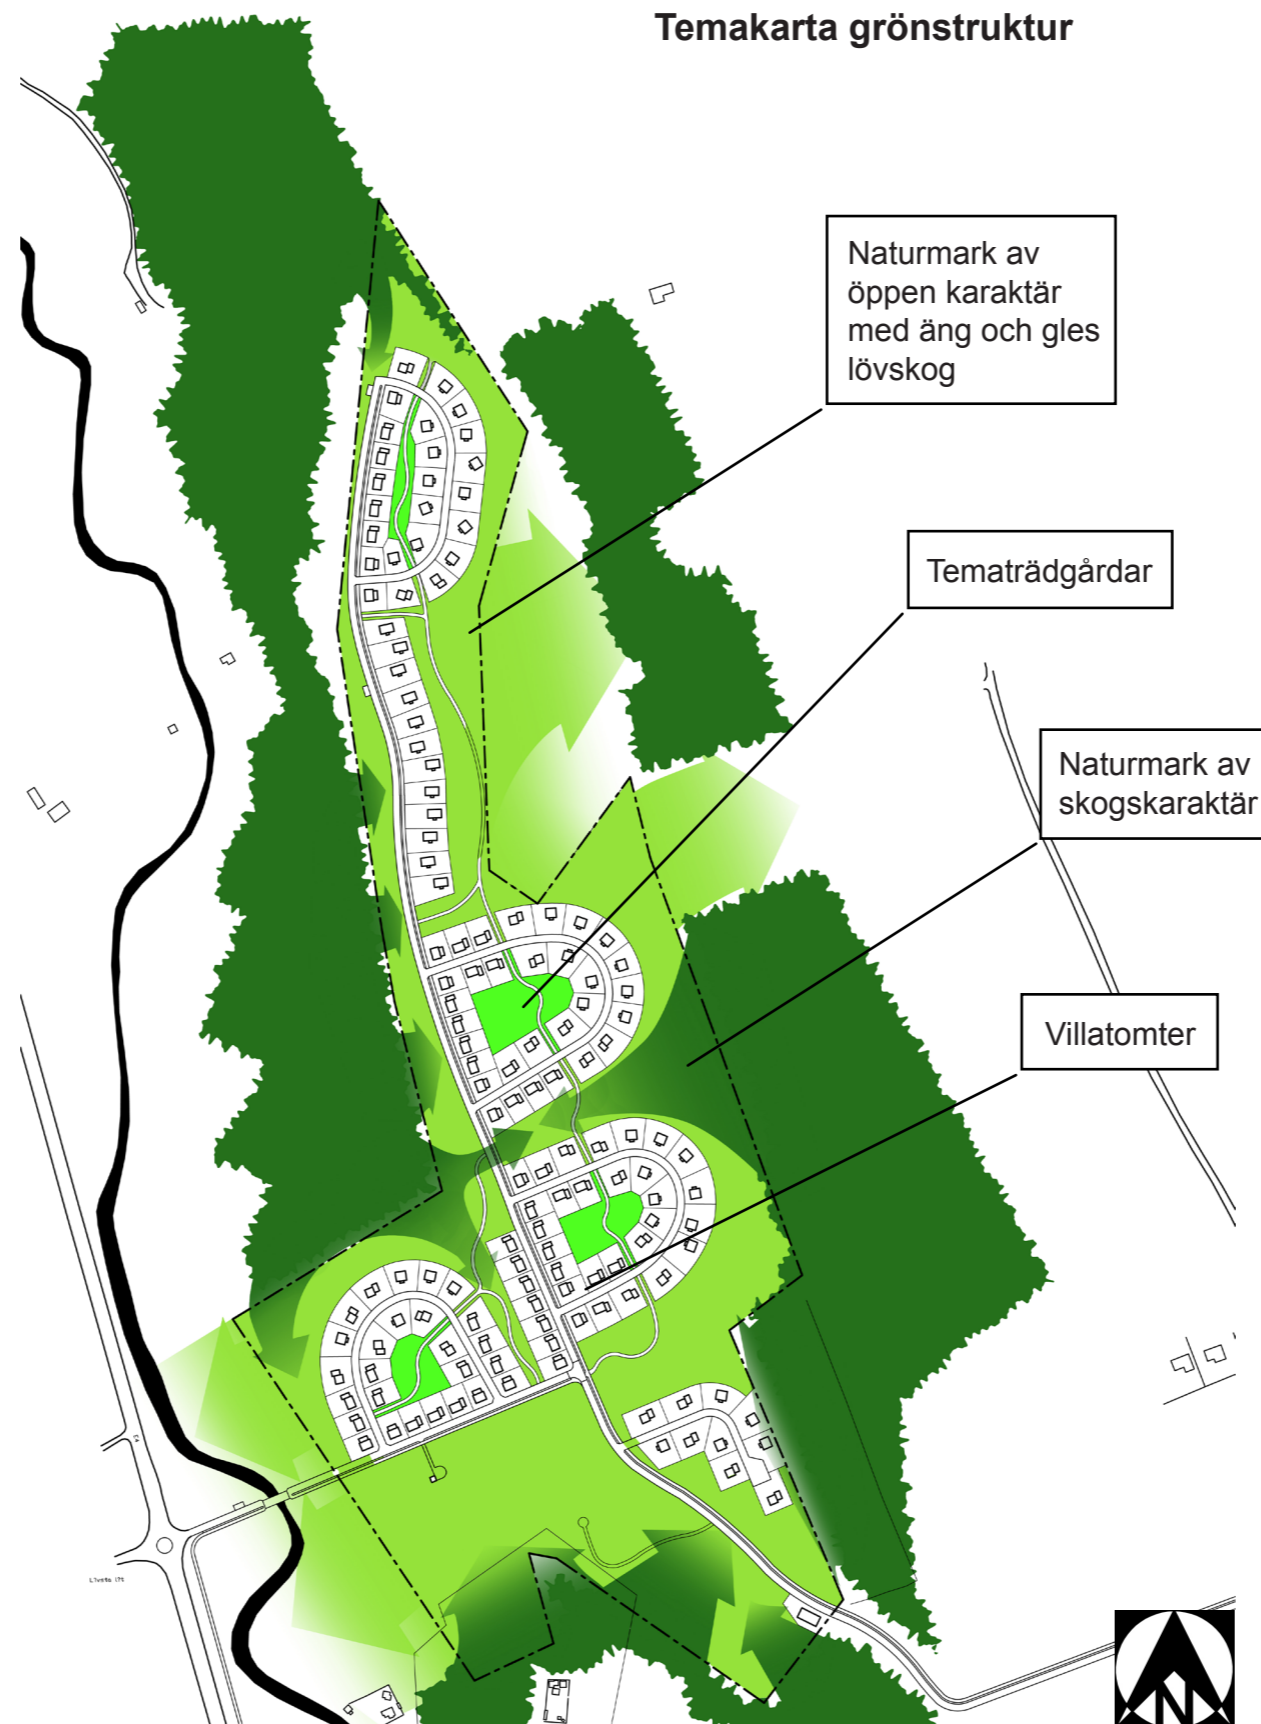 Temakarta grönstruktur
Naturmark av
öppen karaktär
med äng och gles
lövskog
Tematrädgårdar
Naturmark av
skogskaraktär
Villatomter
N